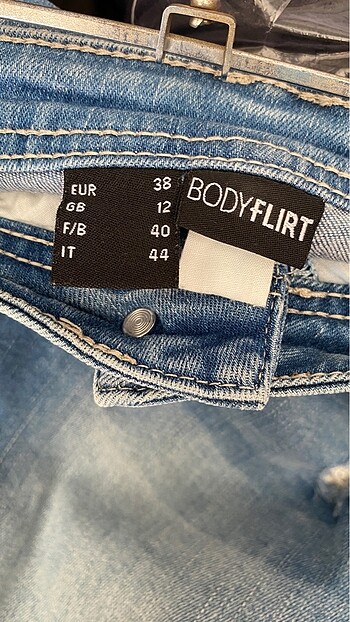 EUR 38
GB 12
F/B 40
IT 44
BODYFLIRT